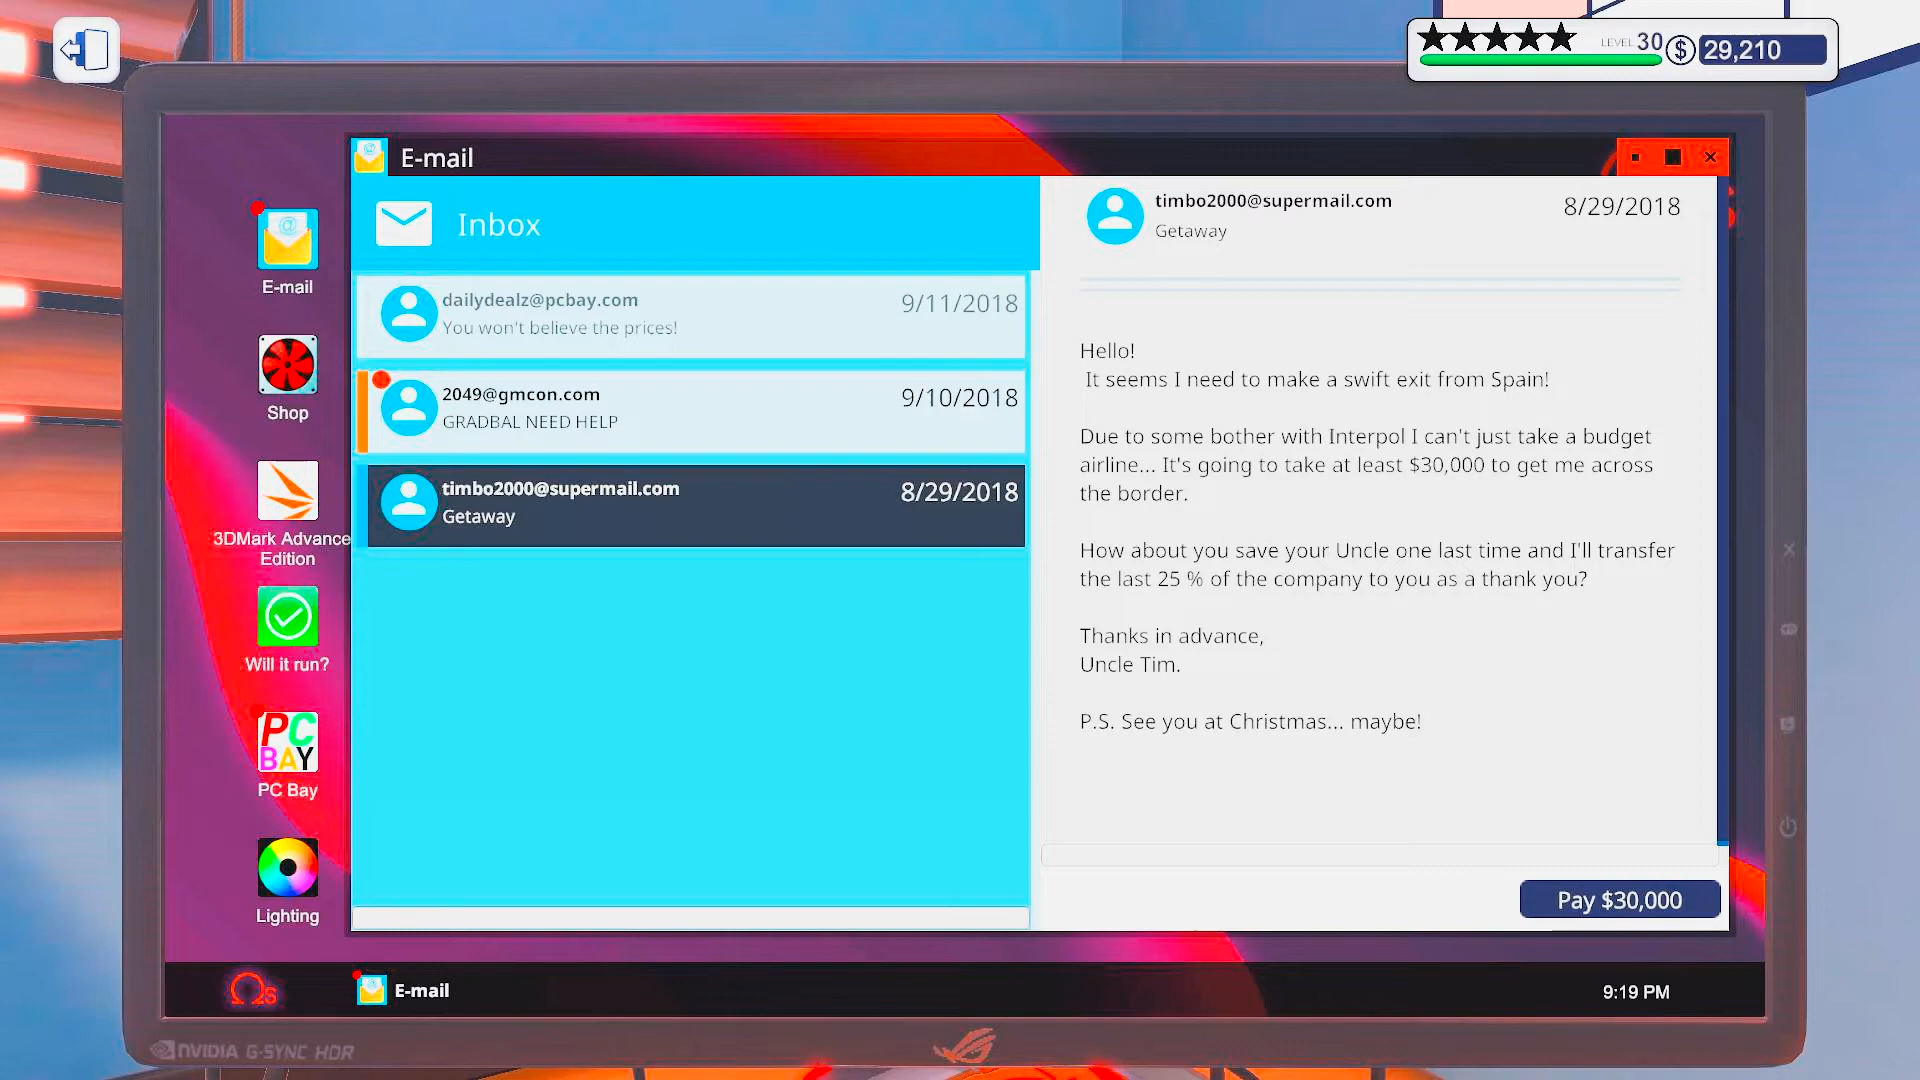 LEVEL 30
$ 29,210
E-mail
Inbox
dailydealz@pcbay.com
9/11/2018
You won't believe the prices!
2049@gmcon.com
9/10/2018
GRADBAL NEED HELP
timbo2000@supermail.com
8/29/2018
Getaway
timbo2000@supermail.com
8/29/2018
Getaway
Hello!
It seems I need to make a swift exit from Spain!
Due to some bother with Interpol I can't just take a budget
airline... It's going to take at least $30,000 to get me across
the border.
How about you save your Uncle one last time and I'll transfer
the last 25 % of the company to you as a thank you?
Thanks in advance,
Uncle Tim.
P.S. See you at Christmas... maybe!
Pay $30,000
E-mail
Shop
3DMark Advance
Edition
Will it run?
PC
BAY
PC Bay
Lighting
Ωs
E-mail
9:19 PM
NVIDIA G-SYNC HDR